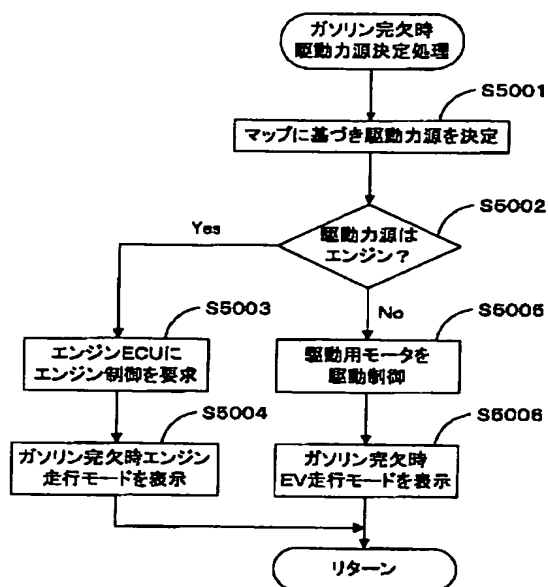 ガソリン完欠時
駆動力源決定処理
S5001
マップに基づき駆動力源を決定
S5002
駆動力源は
エンジン？
Yes
No
S5003
エンジンECUに
エンジン制御を要求
S5005
駆動用モータを
駆動制御
S5004
ガソリン完欠時エンジン
走行モードを表示
S5006
ガソリン完欠時
EV走行モードを表示
リターン